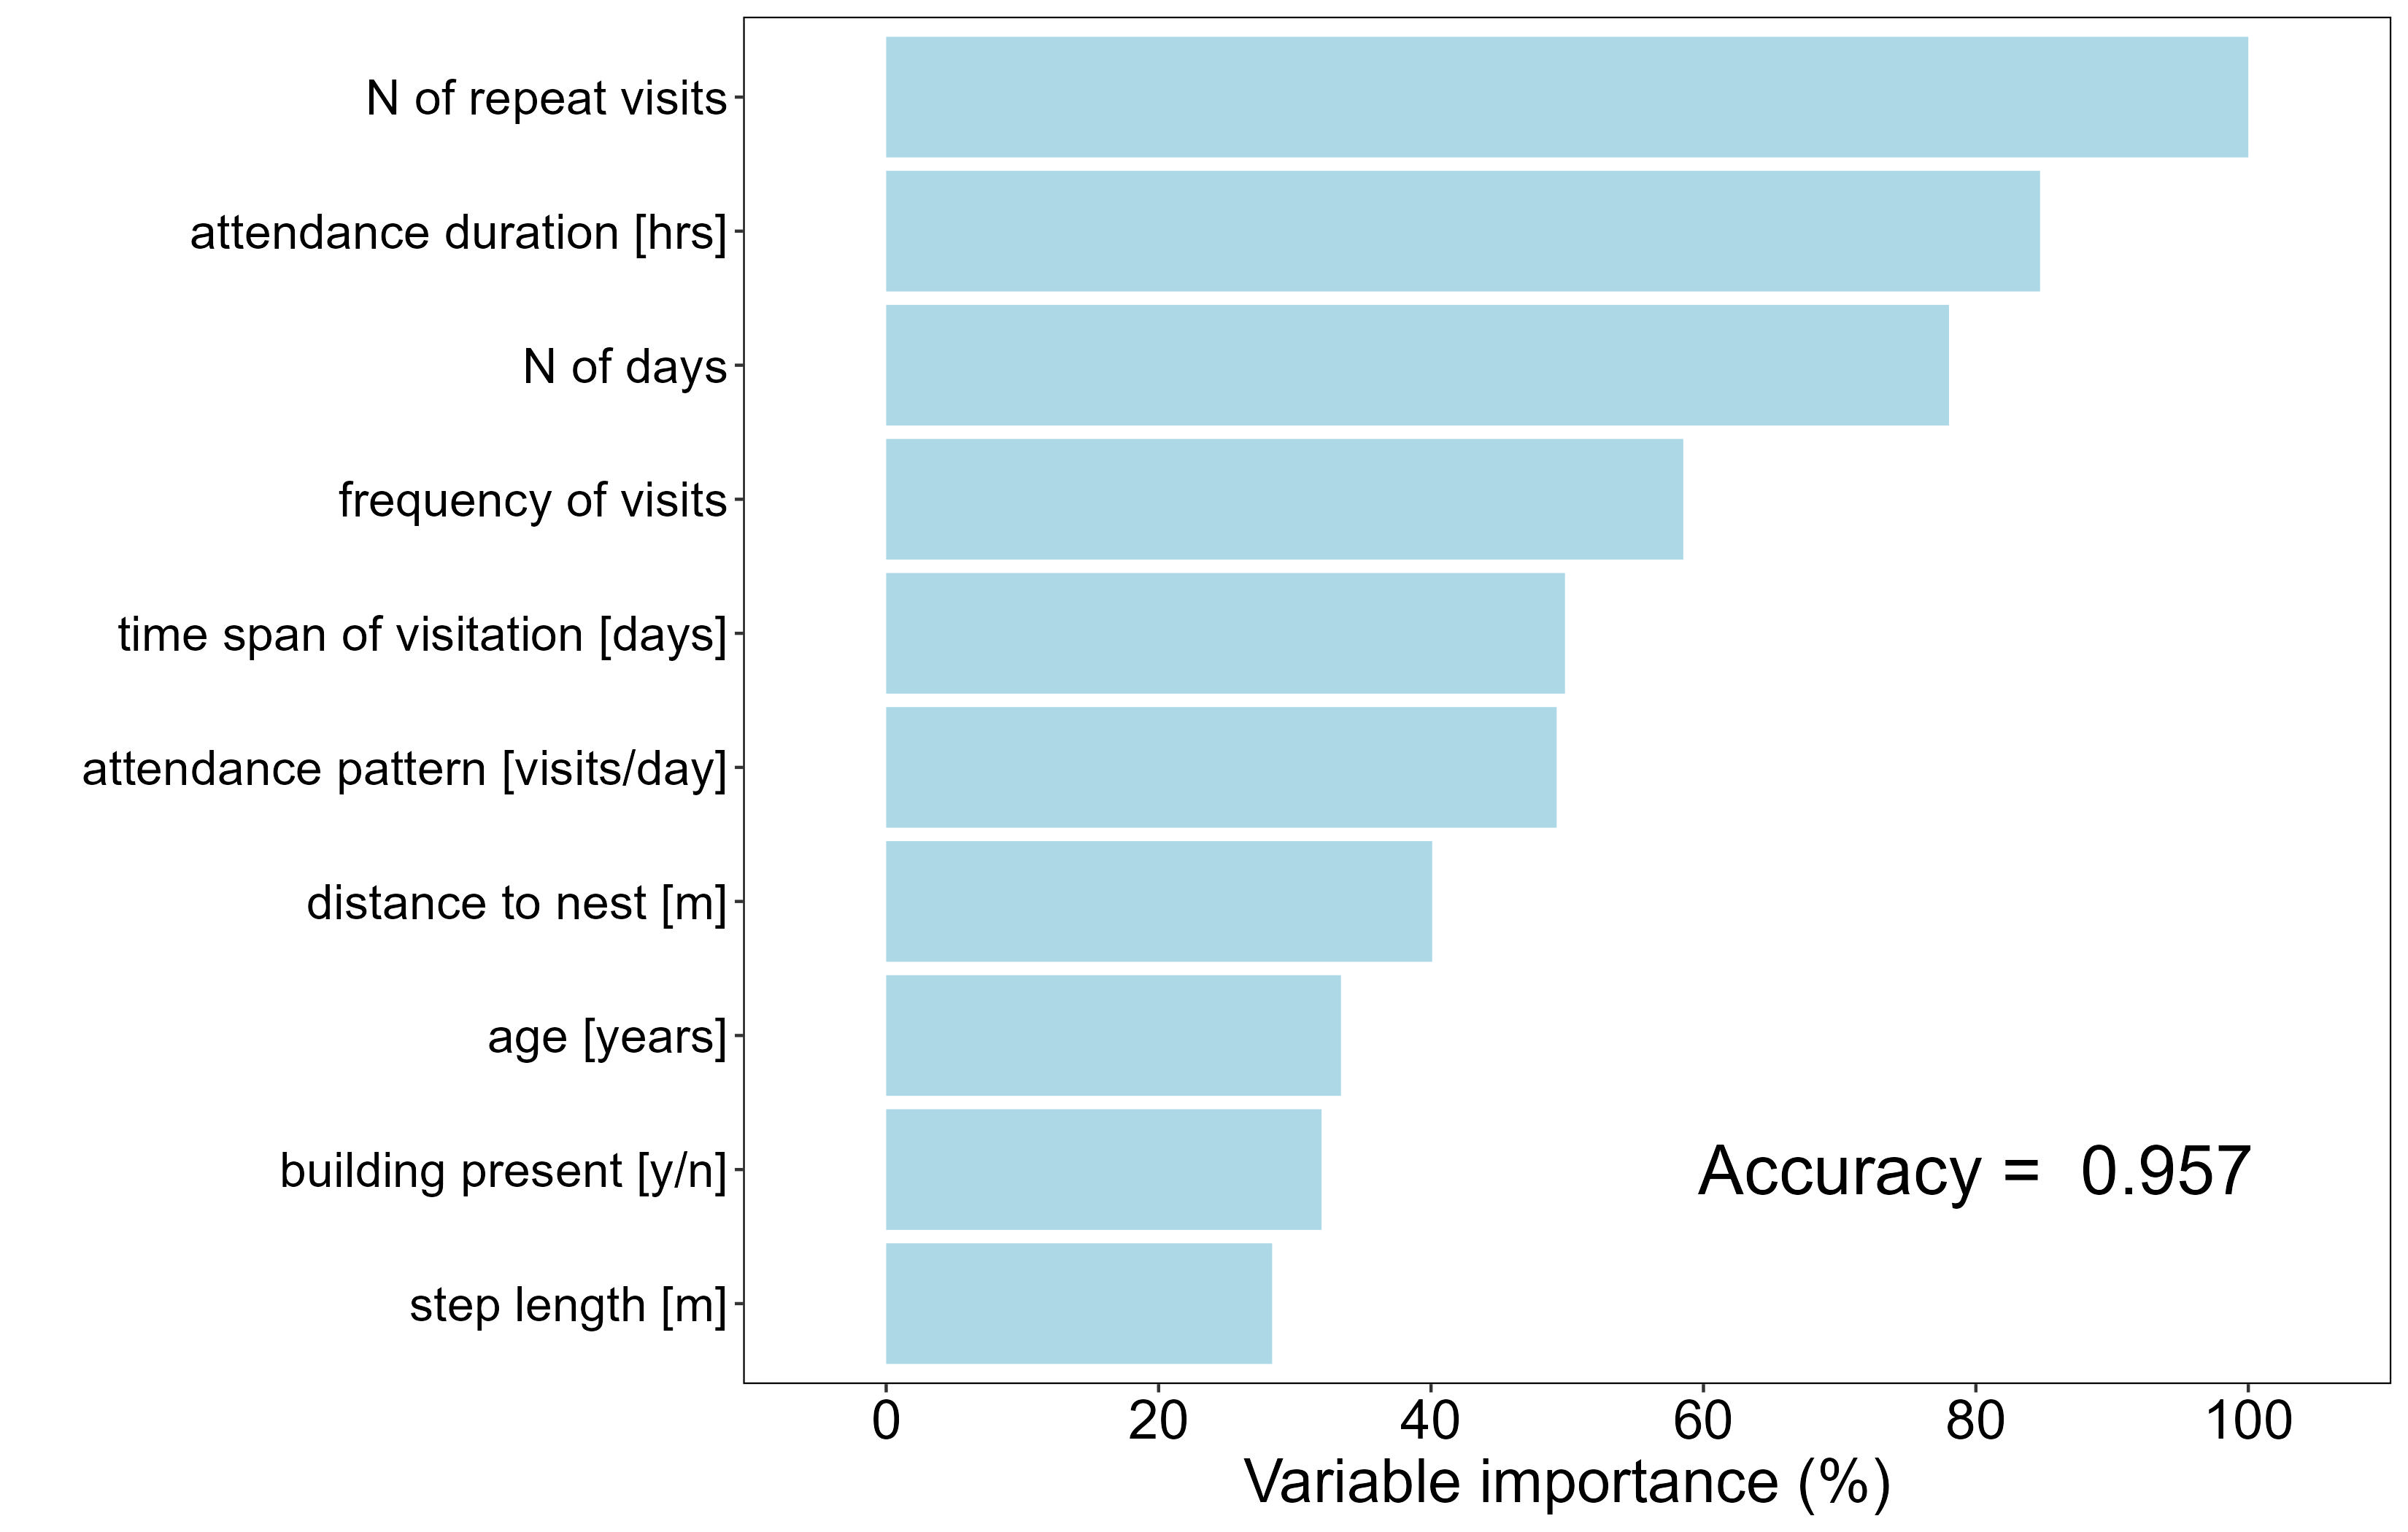 N of repeat visits
attendance duration [hrs]
N of days
frequency of visits
time span of visitation [days]
attendance pattern [visits/day]
distance to nest [m]
age [years]
building present [y/n]
step length [m]
Accuracy =  0.957
0 20 40 60 80 100
Variable importance (%)